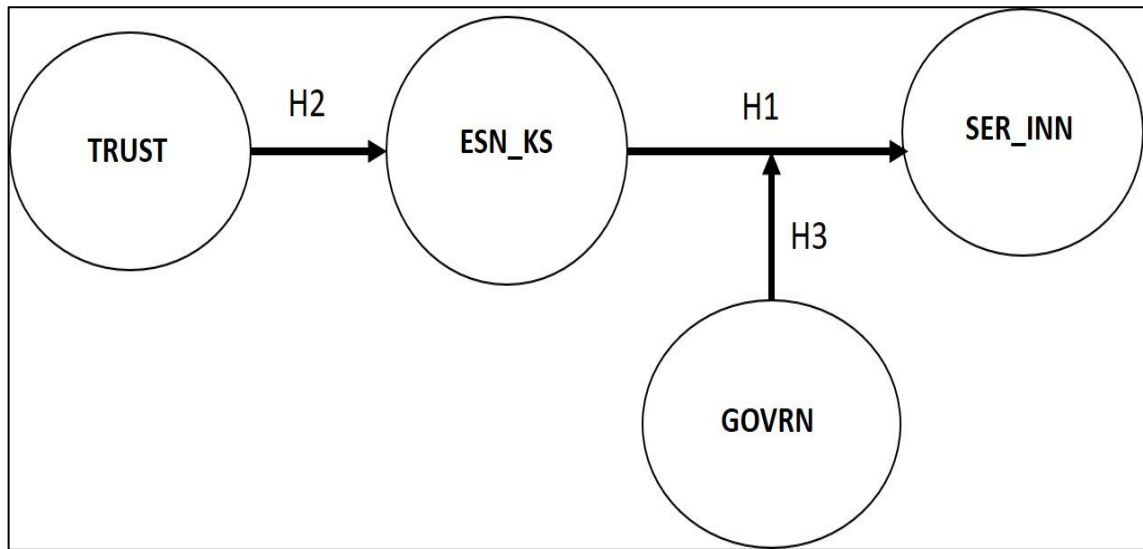 H2
H1
TRUST
ESN_KS
SER_INN
H3
GOVRN